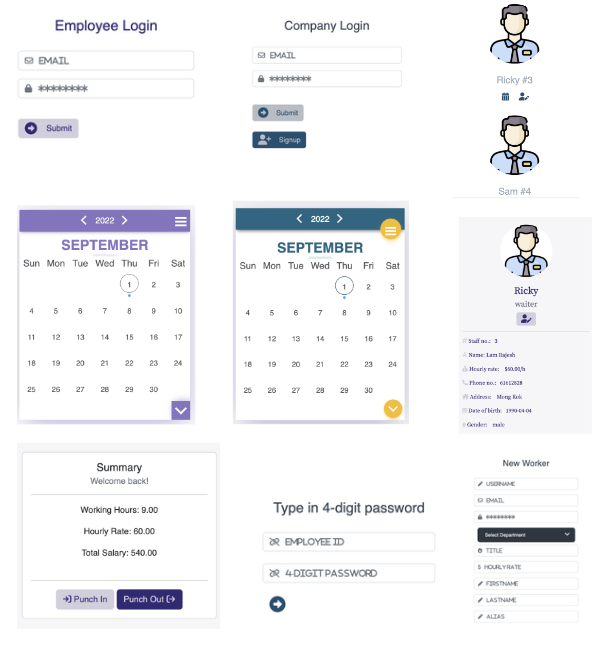 Employee Login
EMAIL
********
Submit
Company Login
EMAIL
********
Submit
Signup
Ricky #3
Sam #4
2022
SEPTEMBER
Sun Mon Tue Wed Thu Fri Sat
1 2 3
4 5 6 7 8 9 10
11 12 13 14 15 16 17
18 19 20 21 22 23 24
25 26 27 28 29 30
2022
SEPTEMBER
Sun Mon Tue Wed Thu Fri Sat
1 2 3
4 5 6 7 8 9 10
11 12 13 14 15 16 17
18 19 20 21 22 23 24
25 26 27 28 29 30
Ricky
waiter
Staff no.: 3
Name: Lam Rajesh
Hourly rate: $60.00/h
Phone no.: 61612828
Address: Mong Kok
Date of birth: 1990-04-04
Gender: male
Summary
Welcome back!
Working Hours: 9.00
Hourly Rate: 60.00
Total Salary: 540.00
Punch In
Punch Out
Type in 4-digit password
EMPLOYEE ID
4-DIGIT PASSWORD
New Worker
USERNAME
EMAIL
********
Select Department
TITLE
HOURLY RATE
FIRSTNAME
LASTNAME
ALIAS